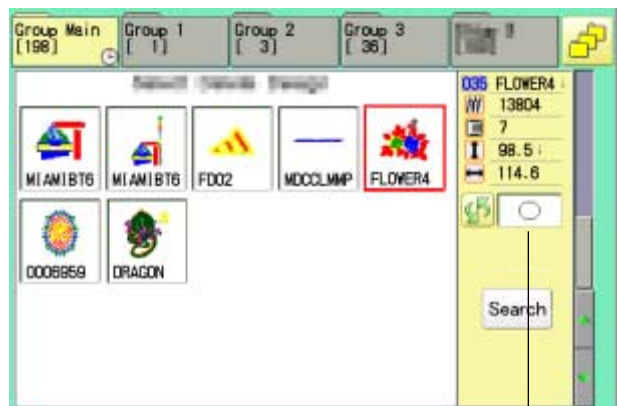 Group Main
[198]
Group 1
[ 1]
Group 2
[ 3]
Group 3
[ 36]
035 FLOWER4
13804
7
98.5
114.6
MIAMIBT6
MIAMIBT6
FD02
MDCCLMMP
FLOWER4
0006959
DRAGON
Search